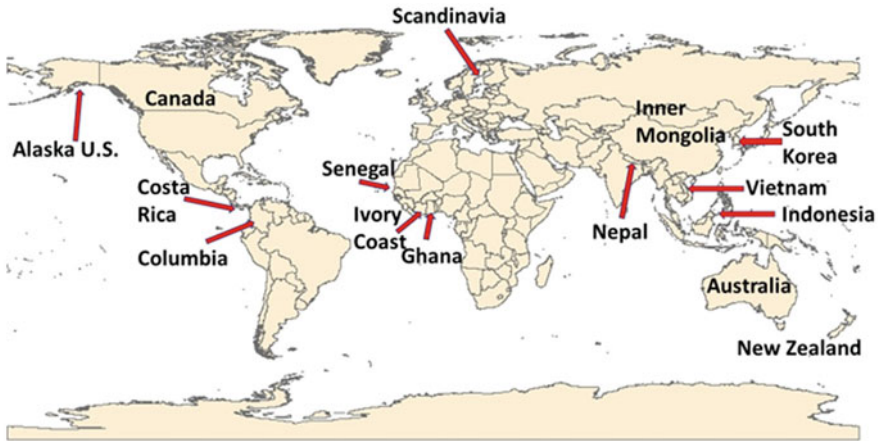 Scandinavia
Canada
Alaska U.S.
Inner
Mongolia
South
Korea
Senegal
Costa
Rica
Vietnam
Ivory
Coast
Indonesia
Nepal
Columbia
Ghana
Australia
New Zealand